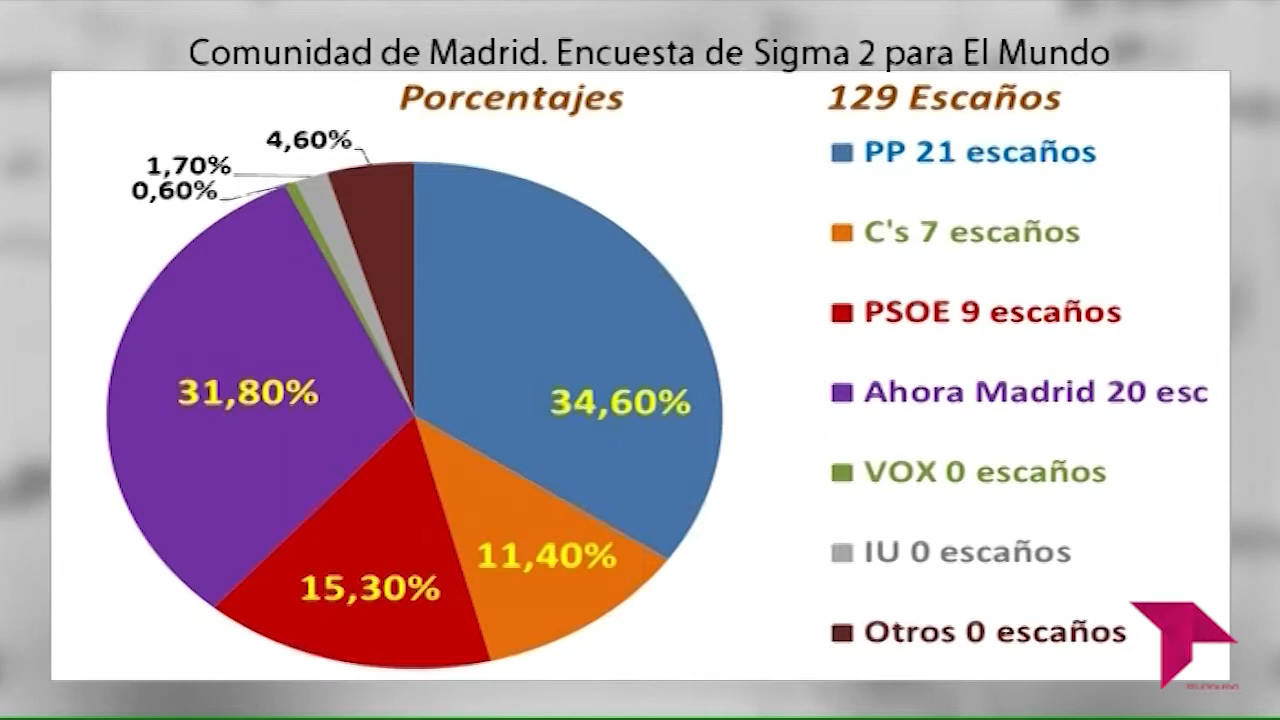 Comunidad de Madrid. Encuesta de Sigma 2 para El Mundo
Porcentajes
129 Escaños
4,60%
1,70%
0,60%
31,80%
34,60%
11,40%
15,30%
PP 21 escaños
C's 7 escaños
PSOE 9 escaños
Ahora Madrid 20 esc
VOX 0 escaños
IU 0 escaños
Otros 0 escaños